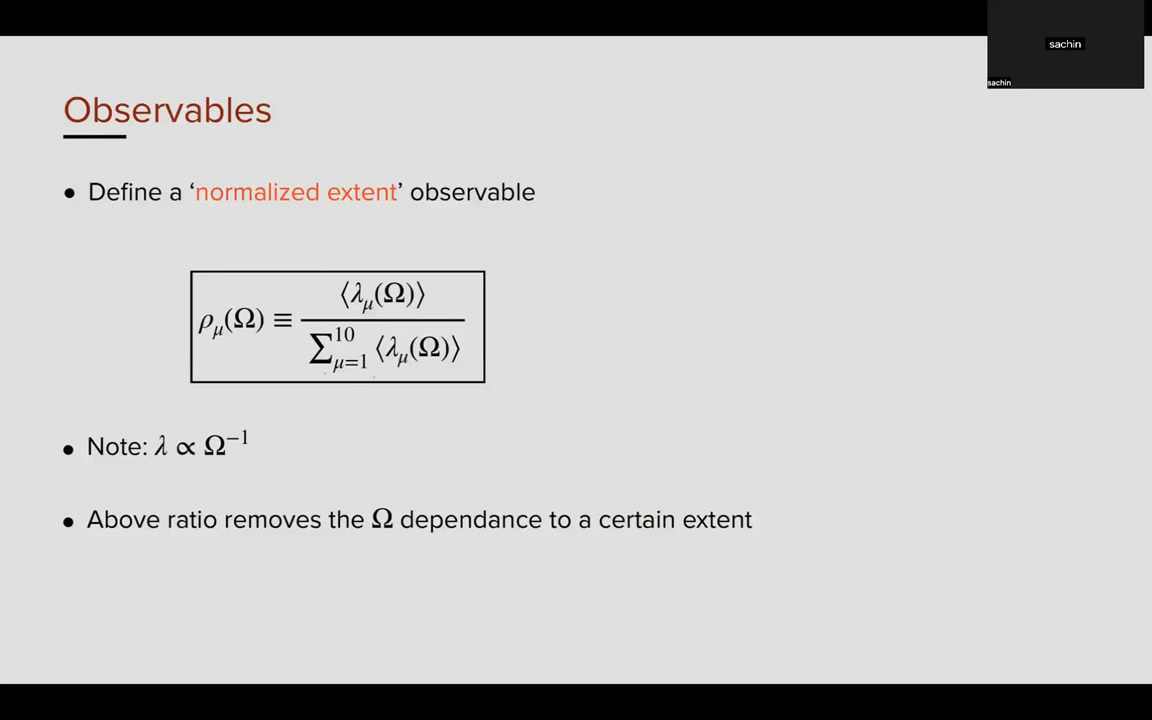 sachin
sachin
Observables
• Define a ‘normalized extent’ observable
ρ_μ(Ω) ≡ ⟨λ_μ(Ω)⟩ / ∑_{μ=1}^{10} ⟨λ_μ(Ω)⟩
• Note: λ ∝ Ω⁻¹
• Above ratio removes the Ω dependance to a certain extent